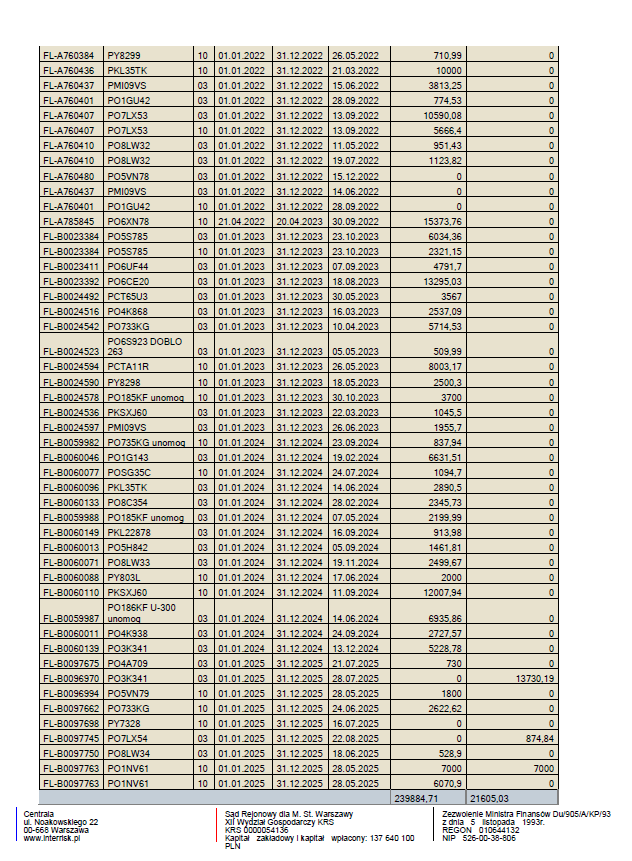 FL-A760384 PY8299 10 01.01.2022 31.12.2022 26.05.2022 710,99 0
FL-A760436 PKL35TK 10 01.01.2022 31.12.2022 21.03.2022 10000 0
FL-A760437 PMI09VS 03 01.01.2022 31.12.2022 15.06.2022 3813,25 0
FL-A760401 PO1GU42 03 01.01.2022 31.12.2022 28.09.2022 774,53 0
FL-A760407 PO7LX53 03 01.01.2022 31.12.2022 13.09.2022 10590,08 0
FL-A760407 PO7LX53 10 01.01.2022 31.12.2022 13.09.2022 5666,4 0
FL-A760410 PO8LW32 03 01.01.2022 31.12.2022 11.05.2022 951,43 0
FL-A760410 PO8LW32 03 01.01.2022 31.12.2022 19.07.2022 1123,82 0
FL-A760480 PO5VN78 03 01.01.2022 31.12.2022 15.12.2022 0 0
FL-A760437 PMI09VS 03 01.01.2022 31.12.2022 14.06.2022 0 0
FL-A760401 PO1GU42 10 01.01.2022 31.12.2022 28.09.2022 0 0
FL-A785845 PO6XN78 10 21.04.2022 20.04.2023 30.09.2022 15373,76 0
FL-B0023384 PO5S785 03 01.01.2023 31.12.2023 23.10.2023 6034,36 0
FL-B0023384 PO5S785 10 01.01.2023 31.12.2023 23.10.2023 2321,15 0
FL-B0023411 PO6UF44 03 01.01.2023 31.12.2023 07.09.2023 4791,7 0
FL-B0023392 PO6CE20 03 01.01.2023 31.12.2023 18.08.2023 13295,03 0
FL-B0024492 PCT65U3 03 01.01.2023 31.12.2023 30.05.2023 3567 0
FL-B0024516 PO4K868 03 01.01.2023 31.12.2023 16.03.2023 2537,09 0
FL-B0024542 PO733KG 03 01.01.2023 31.12.2023 10.04.2023 5714,53 0
PO6S923 DOBLO
FL-B0024523 263 03 01.01.2023 31.12.2023 05.05.2023 509,99 0
FL-B0024594 PCTA11R 10 01.01.2023 31.12.2023 26.05.2023 8003,17 0
FL-B0024590 PY8298 10 01.01.2023 31.12.2023 18.05.2023 2500,3 0
FL-B0024578 PO185KF unomog 10 01.01.2023 31.12.2023 30.10.2023 3700 0
FL-B0024536 PKSXJ60 03 01.01.2023 31.12.2023 22.03.2023 1045,5 0
FL-B0024597 PMI09VS 03 01.01.2023 31.12.2023 26.06.2023 1955,7 0
FL-B0059982 PO735KG unomog 10 01.01.2024 31.12.2024 23.09.2024 837,94 0
FL-B0060046 PO1G143 03 01.01.2024 31.12.2024 19.02.2024 6631,51 0
FL-B0060077 POSG35C 10 01.01.2024 31.12.2024 24.07.2024 1094,7 0
FL-B0060096 PKL35TK 03 01.01.2024 31.12.2024 14.06.2024 2890,5 0
FL-B0060133 PO8C354 03 01.01.2024 31.12.2024 28.02.2024 2345,73 0
FL-B0059988 PO185KF unomog 03 01.01.2024 31.12.2024 07.05.2024 2199,99 0
FL-B0060149 PKL22878 03 01.01.2024 31.12.2024 16.09.2024 913,98 0
FL-B0060013 PO5H842 03 01.01.2024 31.12.2024 05.09.2024 1461,81 0
FL-B0060071 PO8LW33 03 01.01.2024 31.12.2024 19.11.2024 2499,67 0
FL-B0060088 PY803L 10 01.01.2024 31.12.2024 17.06.2024 2000 0
FL-B0060110 PKSXJ60 10 01.01.2024 31.12.2024 11.09.2024 12007,94 0
PO186KF U-300
FL-B0059987 unomog 03 01.01.2024 31.12.2024 14.06.2024 6935,86 0
FL-B0060011 PO4K938 03 01.01.2024 31.12.2024 24.09.2024 2727,57 0
FL-B0060139 PO3K341 03 01.01.2024 31.12.2024 13.12.2024 5228,78 0
FL-B0097675 PO4A709 03 01.01.2025 31.12.2025 21.07.2025 730 0
FL-B0096970 PO3K341 03 01.01.2025 31.12.2025 28.07.2025 0 13730,19
FL-B0096994 PO5VN79 10 01.01.2025 31.12.2025 28.05.2025 1800 0
FL-B0097662 PO733KG 10 01.01.2025 31.12.2025 24.06.2025 2622,62 0
FL-B0097698 PY7328 10 01.01.2025 31.12.2025 16.07.2025 0 0
FL-B0097745 PO7LX54 03 01.01.2025 31.12.2025 22.08.2025 0 874,84
FL-B0097750 PO8LW34 03 01.01.2025 31.12.2025 18.06.2025 528,9 0
FL-B0097763 PO1NV61 10 01.01.2025 31.12.2025 28.05.2025 7000 7000
FL-B0097763 PO1NV61 10 01.01.2025 31.12.2025 28.05.2025 6070,9 0
239884,71 21605,03
Centrala
ul. Noakowskiego 22
00-668 Warszawa
www.interrisk.pl
Sąd Rejonowy dla M. St. Warszawy
XII Wydział Gospodarczy KRS
KRS 0000054136
Kapitał zakładowy i kapitał wpłacony: 137 640 100
PLN
Zezwolenie Ministra Finansów Du/905/A/KP/93
z dnia 5 listopada 1993r.
REGON 010644132
NIP 526-00-38-806